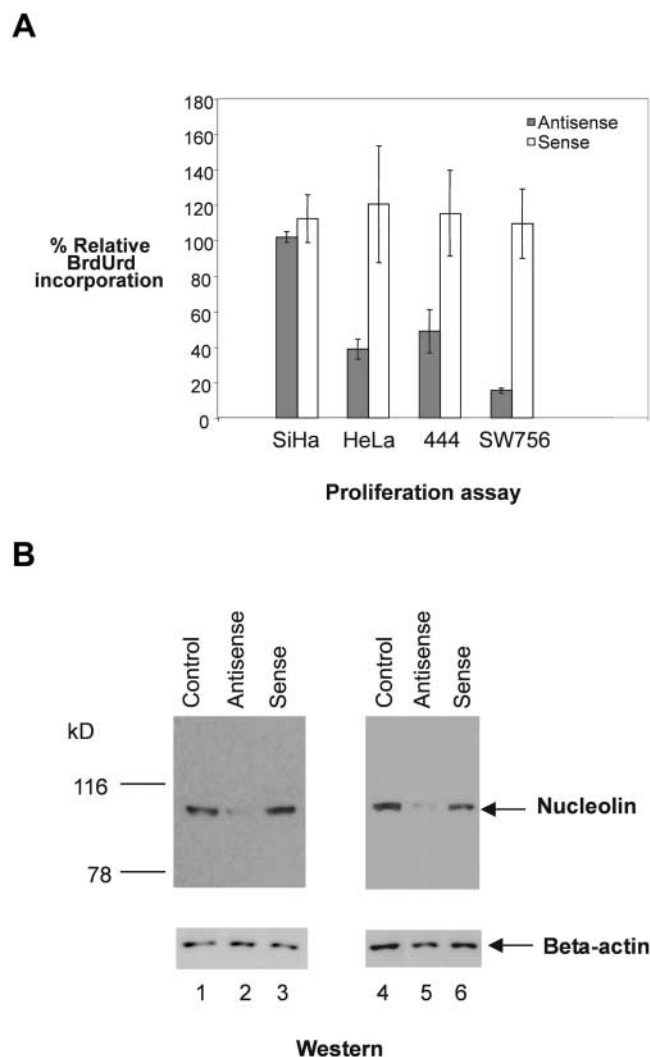 A
180
160
140
120
100
80
60
40
20
0
% Relative
BrdUrd
incorporation
Antisense
Sense
SiHa HeLa 444 SW756
Proliferation assay
B
Control Antisense Sense Control Antisense Sense
kD
116
78
Nucleolin
Beta-actin
1 2 3 4 5 6
Western